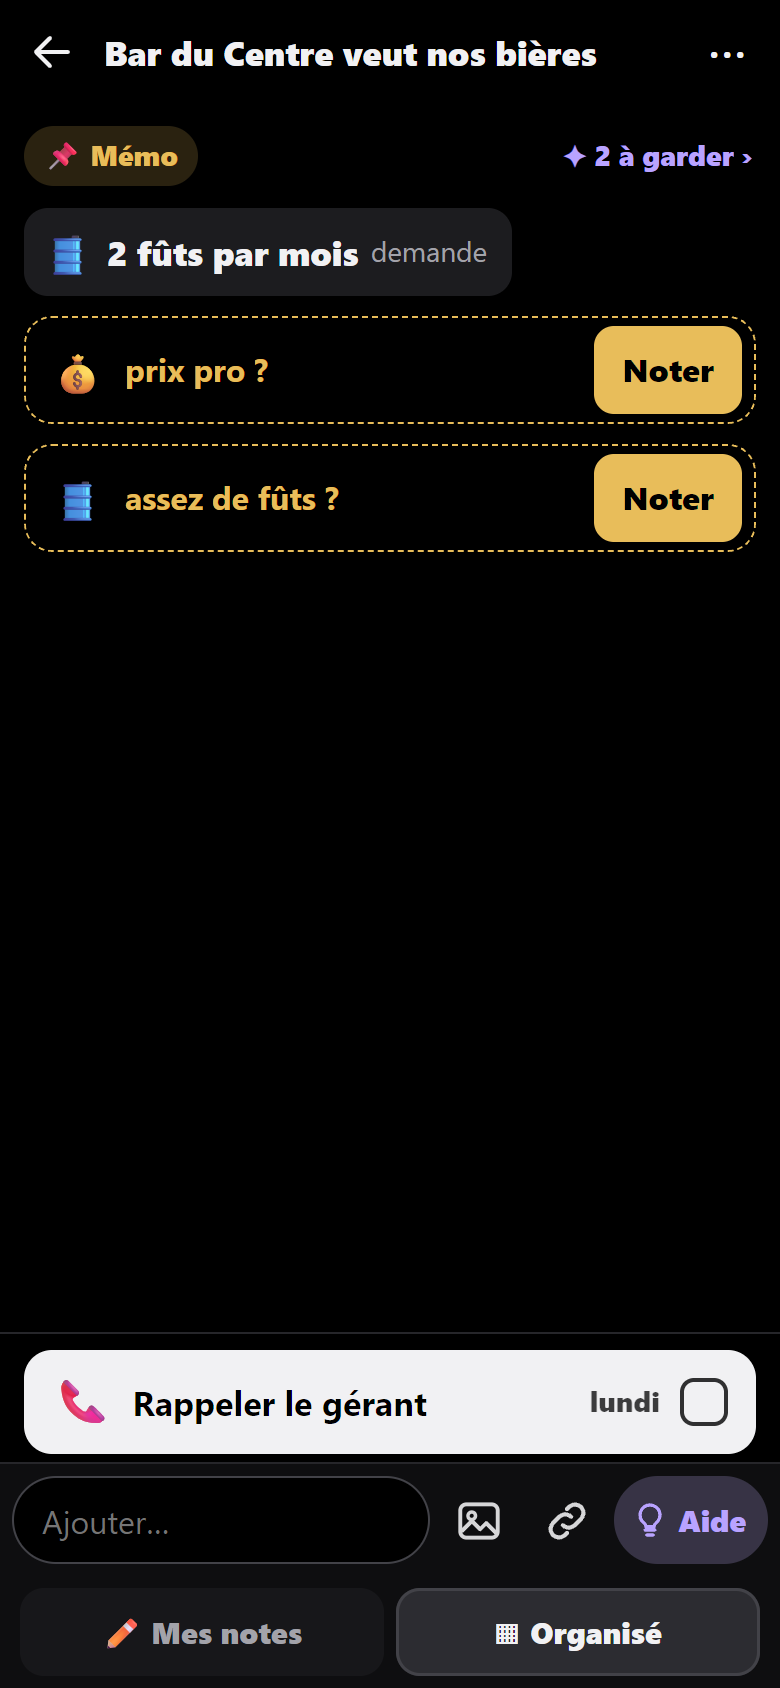 Bar du Centre veut nos bières
📌 Mémo
✦ 2 à garder ›
2 fûts par mois demande
prix pro ?
Noter
assez de fûts ?
Noter
Rappeler le gérant
lundi
Ajouter...
Aide
Mes notes
Organisé